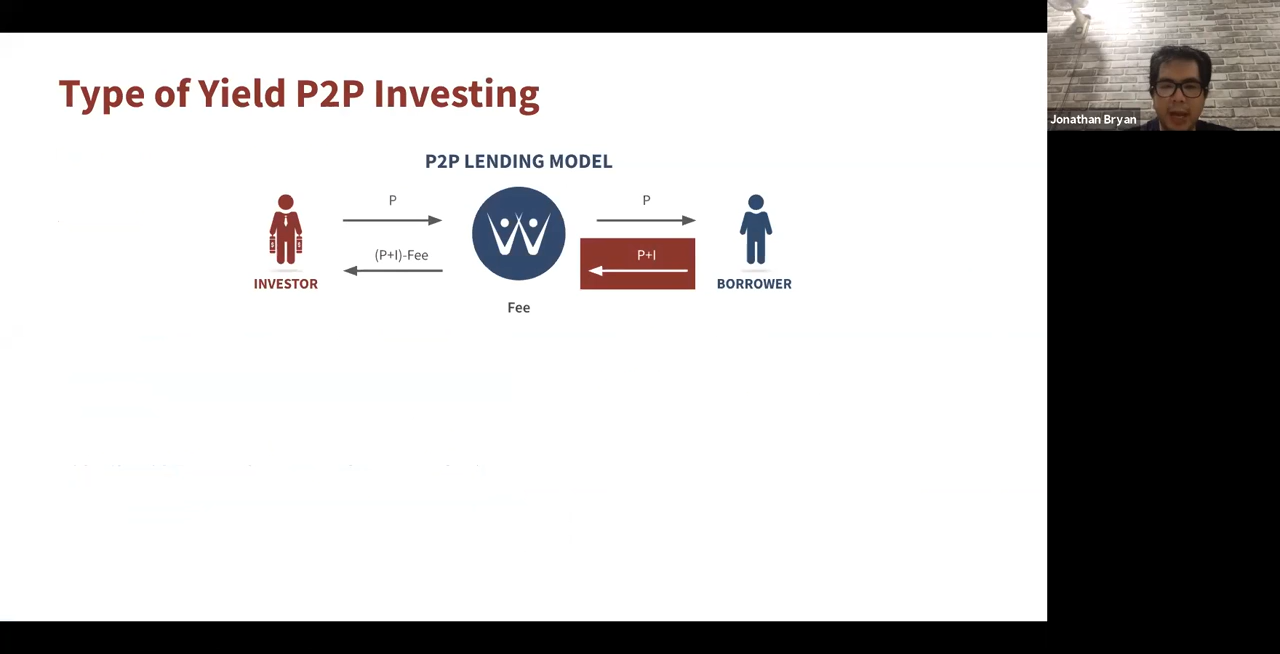 Type of Yield P2P Investing
P2P LENDING MODEL
P
P
(P+I)-Fee
P+I
INVESTOR
BORROWER
Fee
Jonathan Bryan